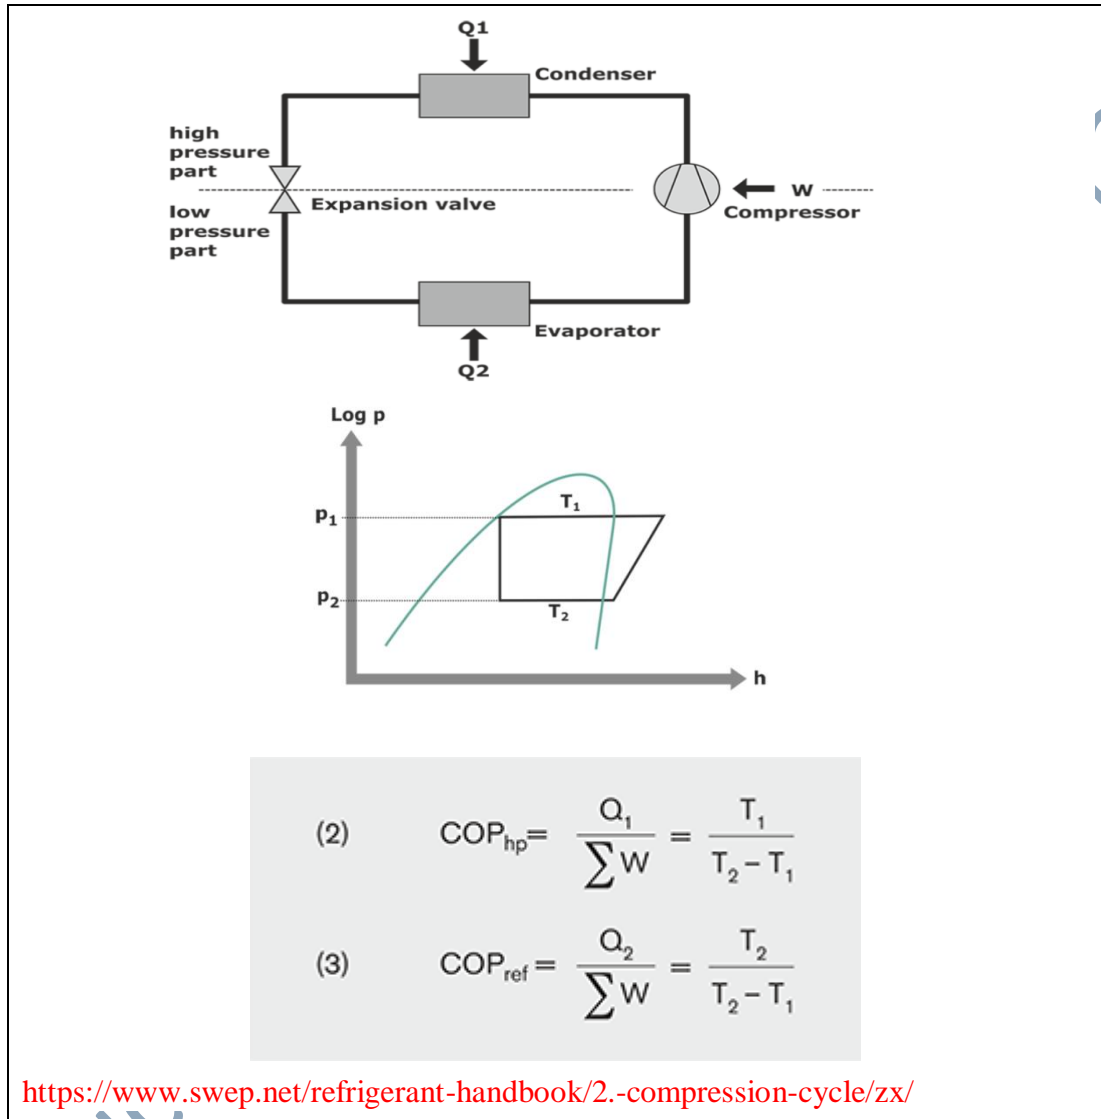 Q1
Condenser
high
pressure
part
W
Expansion valve
Compressor
low
pressure
part
Evaporator
Q2
Log p
T₁
p₁
p₂
T₂
h
(2) COPhp= Q₁ / ∑W = T₁ / T₂ – T₁
(3) COPref = Q₂ / ∑W = T₂ / T₂ – T₁
https://www.swep.net/refrigerant-handbook/2.-compression-cycle/zx/